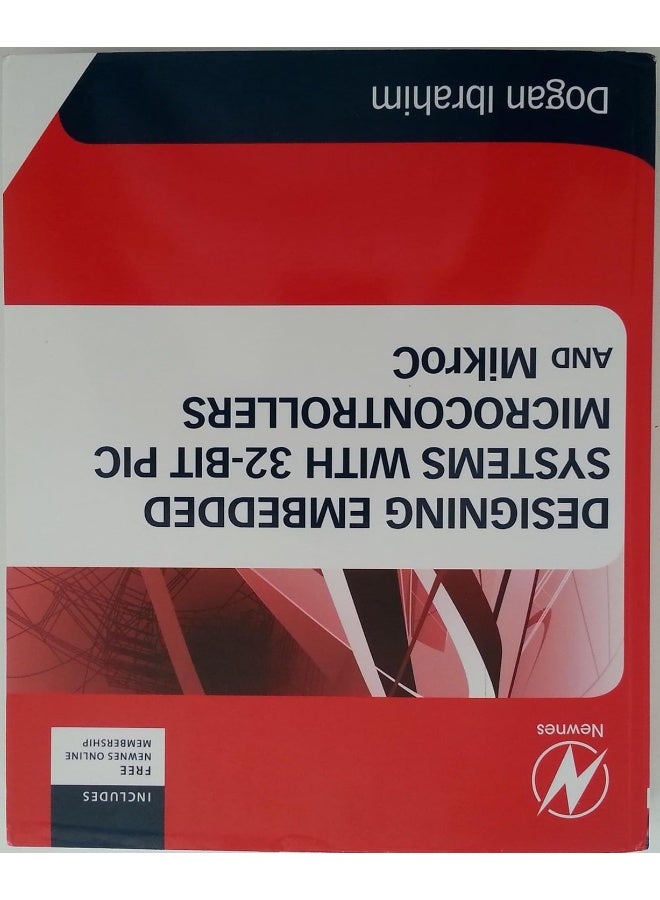 INCLUDES
FREE
NEWNES ONLINE
MEMBERSHIP
Newnes
DESIGNING EMBEDDED
SYSTEMS WITH 32-BIT PIC
MICROCONTROLLERS
AND MikroC
Dogan Ibrahim